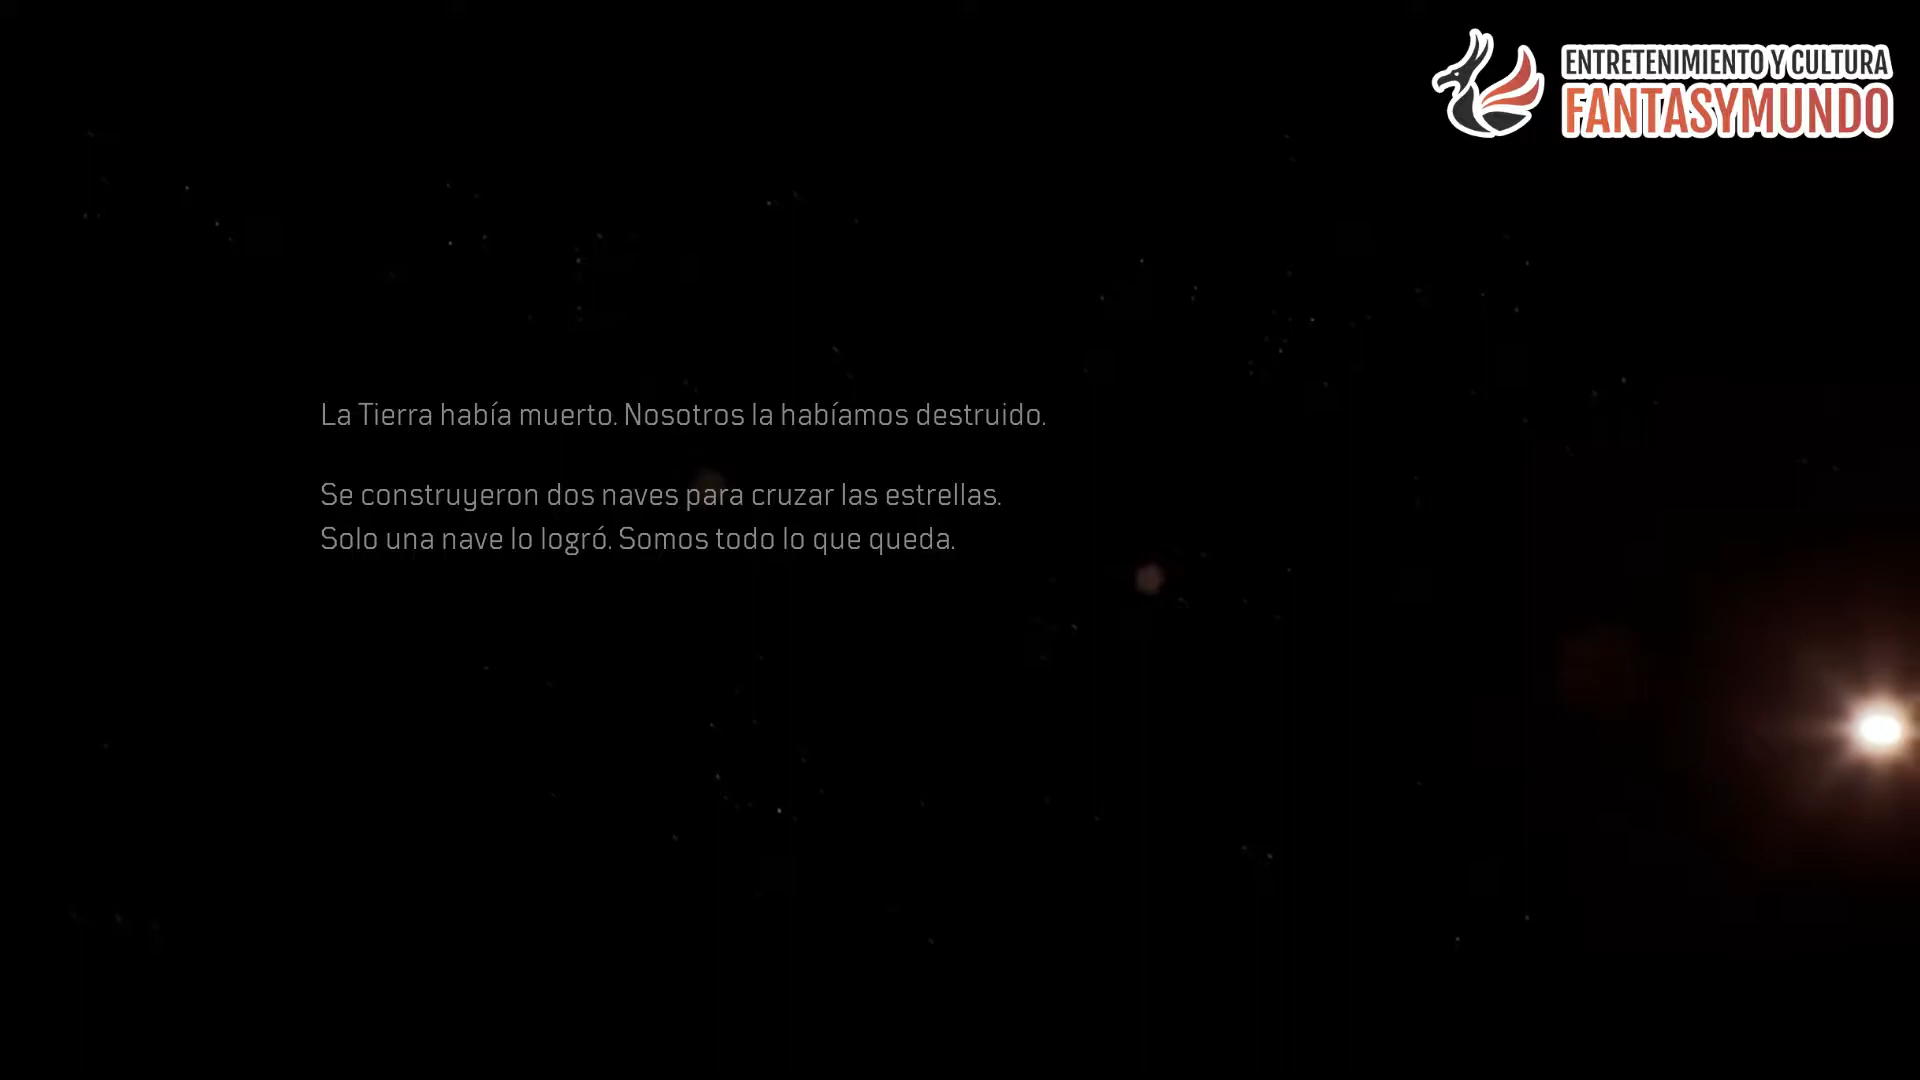 ENTRETENIMIENTO Y CULTURA
FANTASYMUNDO
La Tierra había muerto. Nosotros la habíamos destruido.
Se construyeron dos naves para cruzar las estrellas.
Solo una nave lo logró. Somos todo lo que queda.